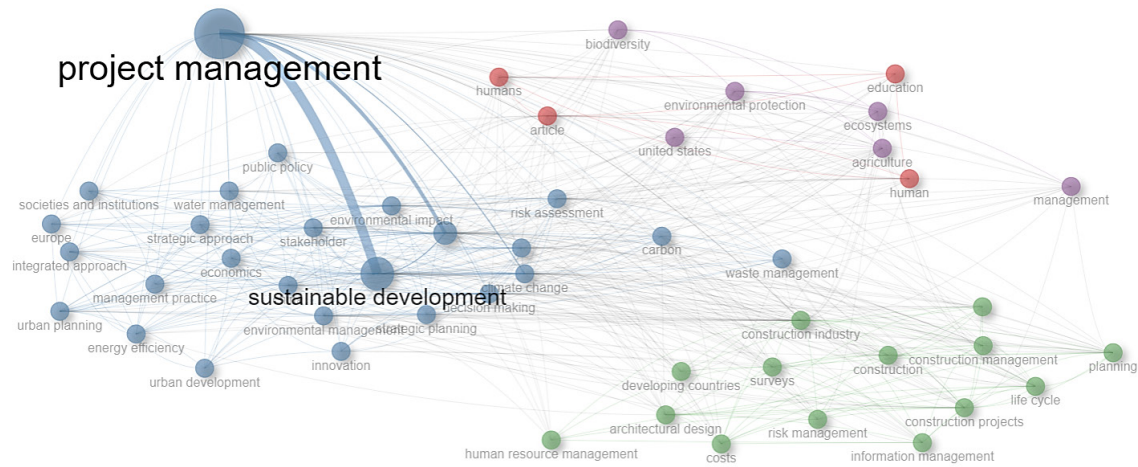 project management
biodiversity
humans
education
environmental protection
article
ecosystems
united states
public policy
agriculture
human
management
societies and institutions
water management
environmental impact
risk assessment
europe
strategic approach
stakeholder
carbon
integrated approach
economics
waste management
climate change
management practice
sustainable development
decision making
urban planning
environmental management
strategic planning
construction industry
energy efficiency
innovation
construction management
construction
planning
urban development
developing countries
surveys
life cycle
architectural design
risk management
construction projects
human resource management
costs
information management